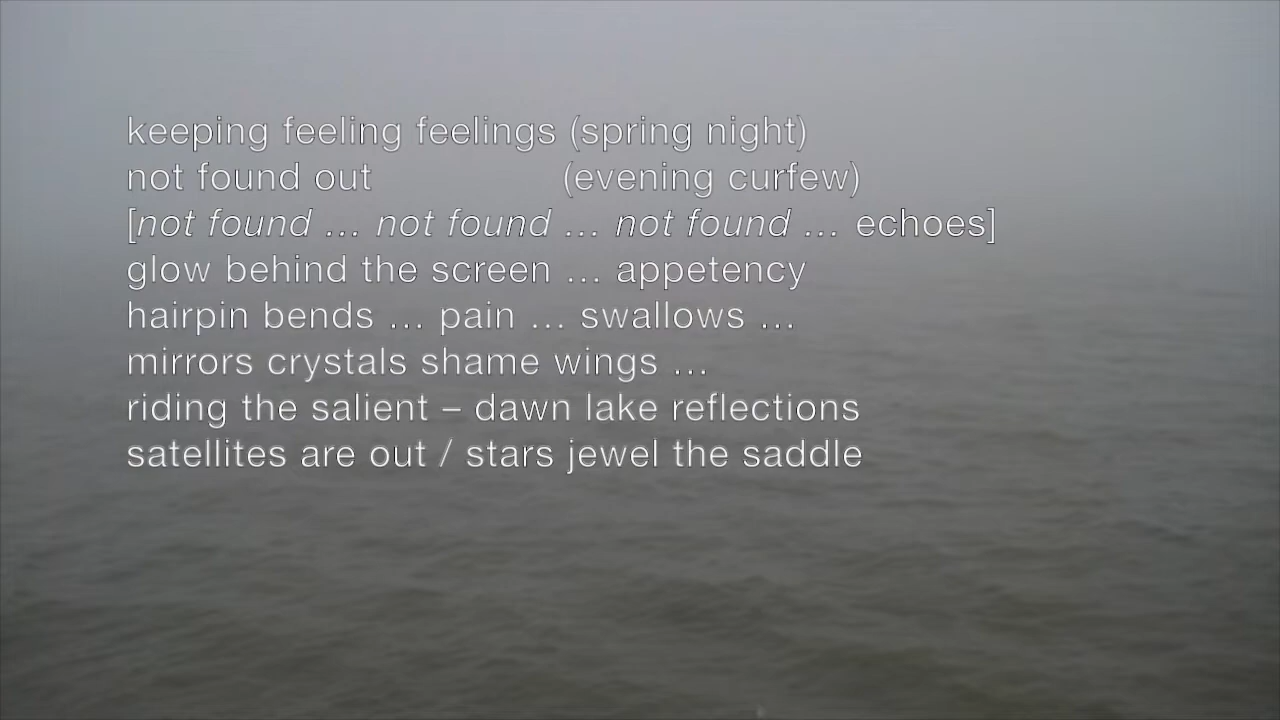 keeping feeling feelings (spring night)
not found out (evening curfew)
[not found … not found … not found … echoes]
glow behind the screen … appetency
hairpin bends … pain … swallows …
mirrors crystals shame wings …
riding the salient – dawn lake reflections
satellites are out / stars jewel the saddle